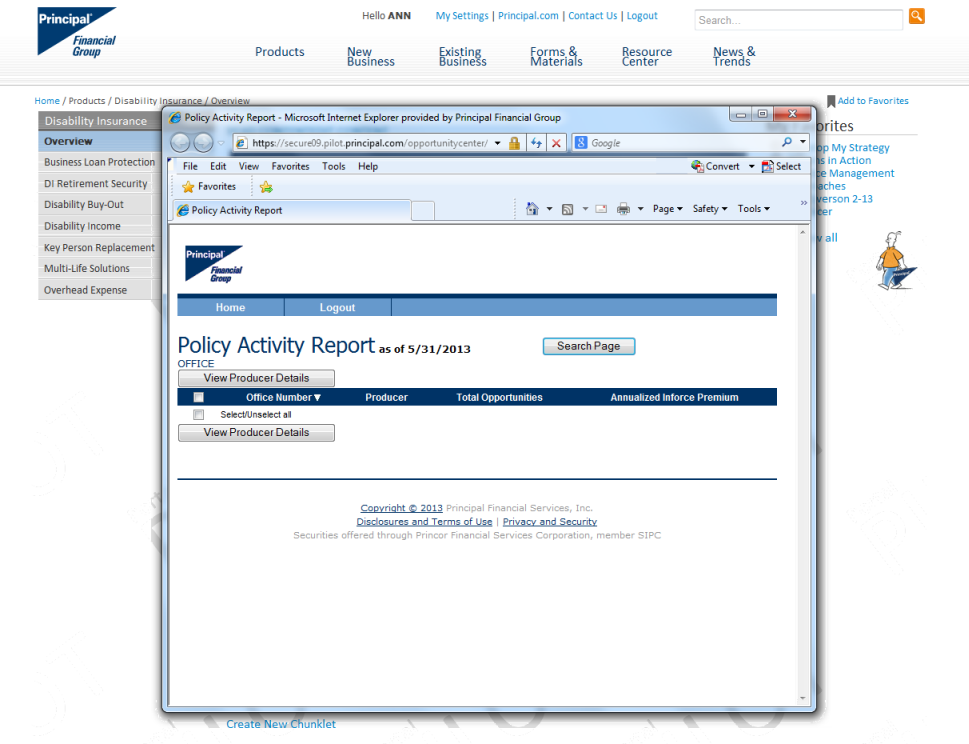 Principal
Financial
Group
Hello ANN My Settings | Principal.com | Contact Us | Logout Search...
Products New Business Existing Business Forms & Materials Resource Center News & Trends
Home / Products / Disability Insurance / Overview
Add to Favorites
Disability Insurance
Overview
Business Loan Protection
DI Retirement Security
Disability Buy-Out
Disability Income
Key Person Replacement
Multi-Life Solutions
Overhead Expense
Policy Activity Report - Microsoft Internet Explorer provided by Principal Financial Group
https://secure09.pilot.principal.com/opportunitycenter/ Google
File Edit View Favorites Tools Help Convert Select
Favorites
Policy Activity Report Page Safety Tools
Principal
Financial
Group
Home Logout
Policy Activity Report as of 5/31/2013 Search Page
OFFICE
View Producer Details
Office Number Producer Total Opportunities Annualized Inforce Premium
Select/Unselect all
View Producer Details
Copyright © 2013 Principal Financial Services, Inc.
Disclosures and Terms of Use | Privacy and Security
Securities offered through Princor Financial Services Corporation, member SIPC
My Strategy
in Action
Management
verson 2-13
all
Create New Chunklet